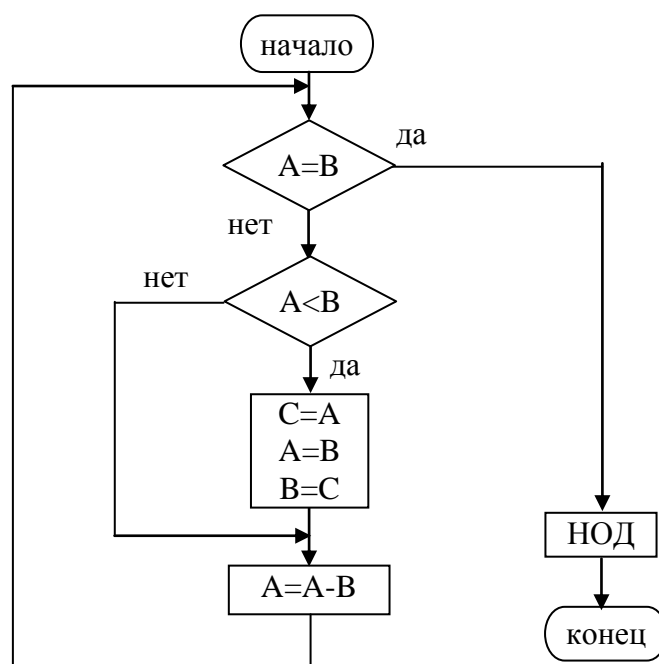 начало
да
A=B
нет
нет
A<B
да
C=A
A=B
B=C
НОД
A=A-B
конец